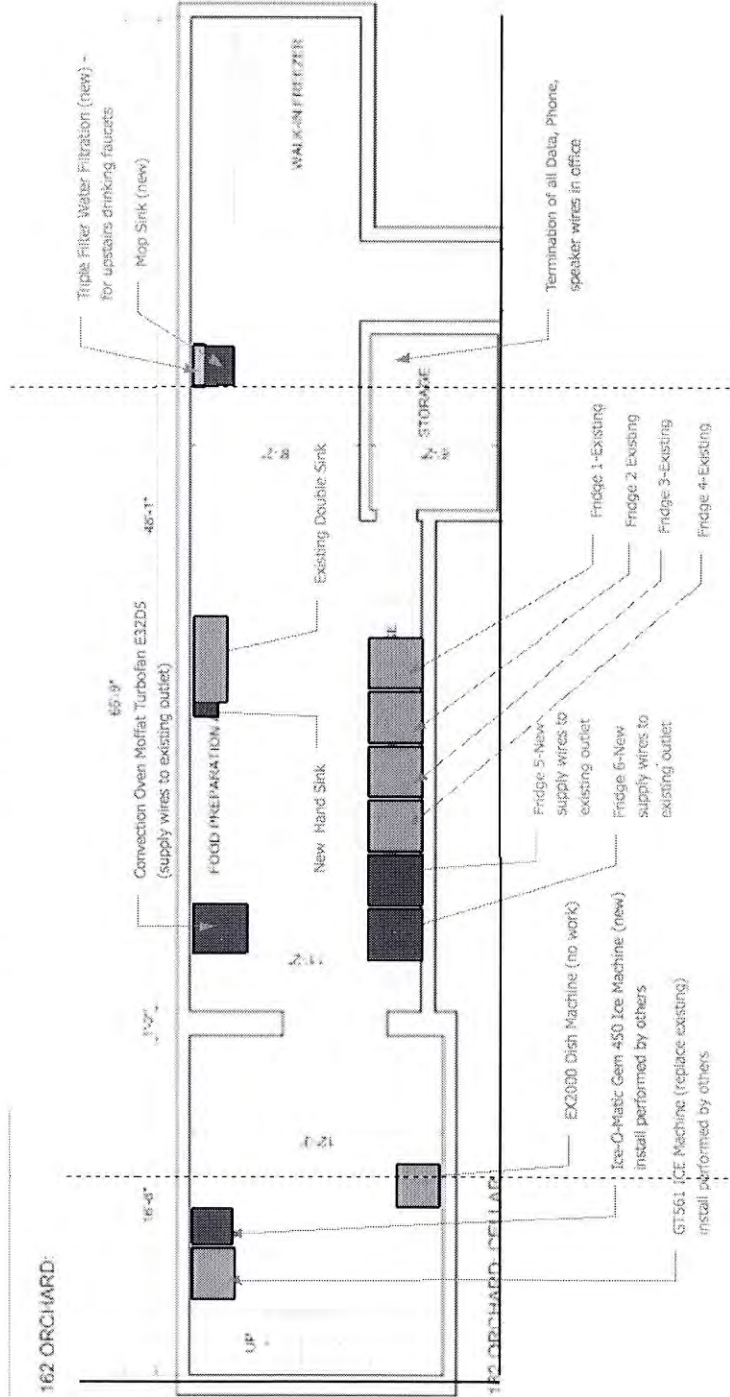 162 ORCHARD:
66'-9"
48'-1"
16'-6"
Triple Filter Water Filtration (new) -
for upstairs drinking faucets
Mop Sink (new)
Convection Oven Moffat Turbofan E32D5
(supply wires to existing outlet)
WALK-IN FREEZER
FOOD PREPARATION
New Hand Sink
Existing Double Sink
STORAGE
UP
Termination of all Data, Phone,
speaker wires in office
Fridge 1-Existing
Fridge 2 Existing
Fridge 3-Existing
Fridge 4-Existing
Fridge 5-New
supply wires to
existing outlet
Fridge 6-New
supply wires to
existing outlet
EX2000 Dish Machine (no work)
Ice-O-Matic Gem 450 Ice Machine (new)
install performed by others
GT561 ICE Machine (replace existing)
install performed by others
162 ORCHARD: CELLAR